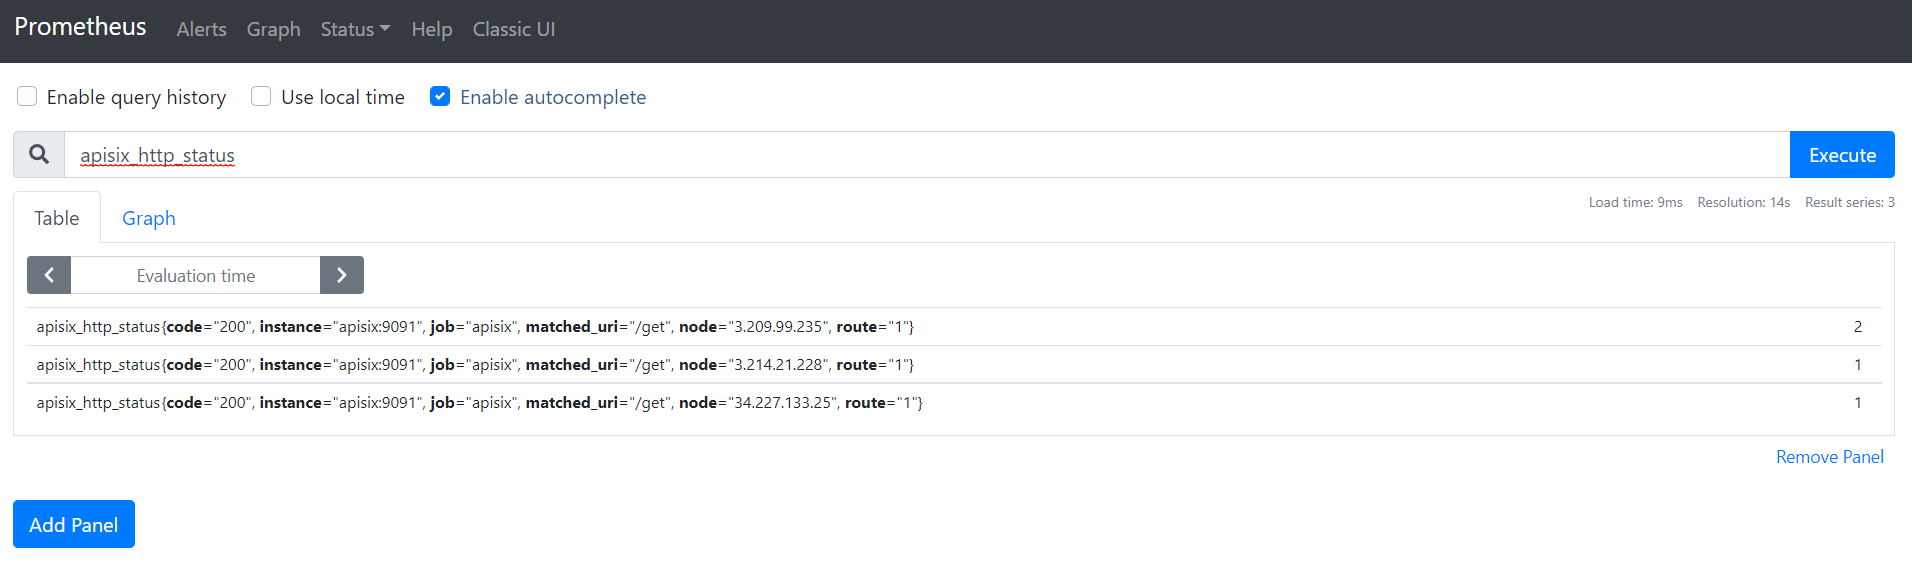 Prometheus Alerts Graph Status Help Classic UI
Enable query history Use local time Enable autocomplete
apisix_http_status Execute
Table Graph Load time: 9ms Resolution: 14s Result series: 3
Evaluation time
apisix_http_status{code="200", instance="apisix:9091", job="apisix", matched_uri="/get", node="3.209.99.235", route="1"} 2
apisix_http_status{code="200", instance="apisix:9091", job="apisix", matched_uri="/get", node="3.214.21.228", route="1"} 1
apisix_http_status{code="200", instance="apisix:9091", job="apisix", matched_uri="/get", node="34.227.133.25", route="1"} 1
Remove Panel
Add Panel